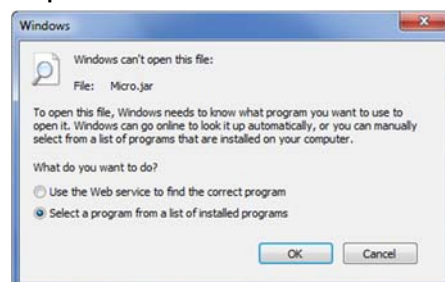 Windows
Windows can't open this file:
File: Micro.jar
To open this file, Windows needs to know what program you want to use to
open it. Windows can go online to look it up automatically, or you can manually
select from a list of programs that are installed on your computer.
What do you want to do?
Use the Web service to find the correct program
Select a program from a list of installed programs
OK Cancel